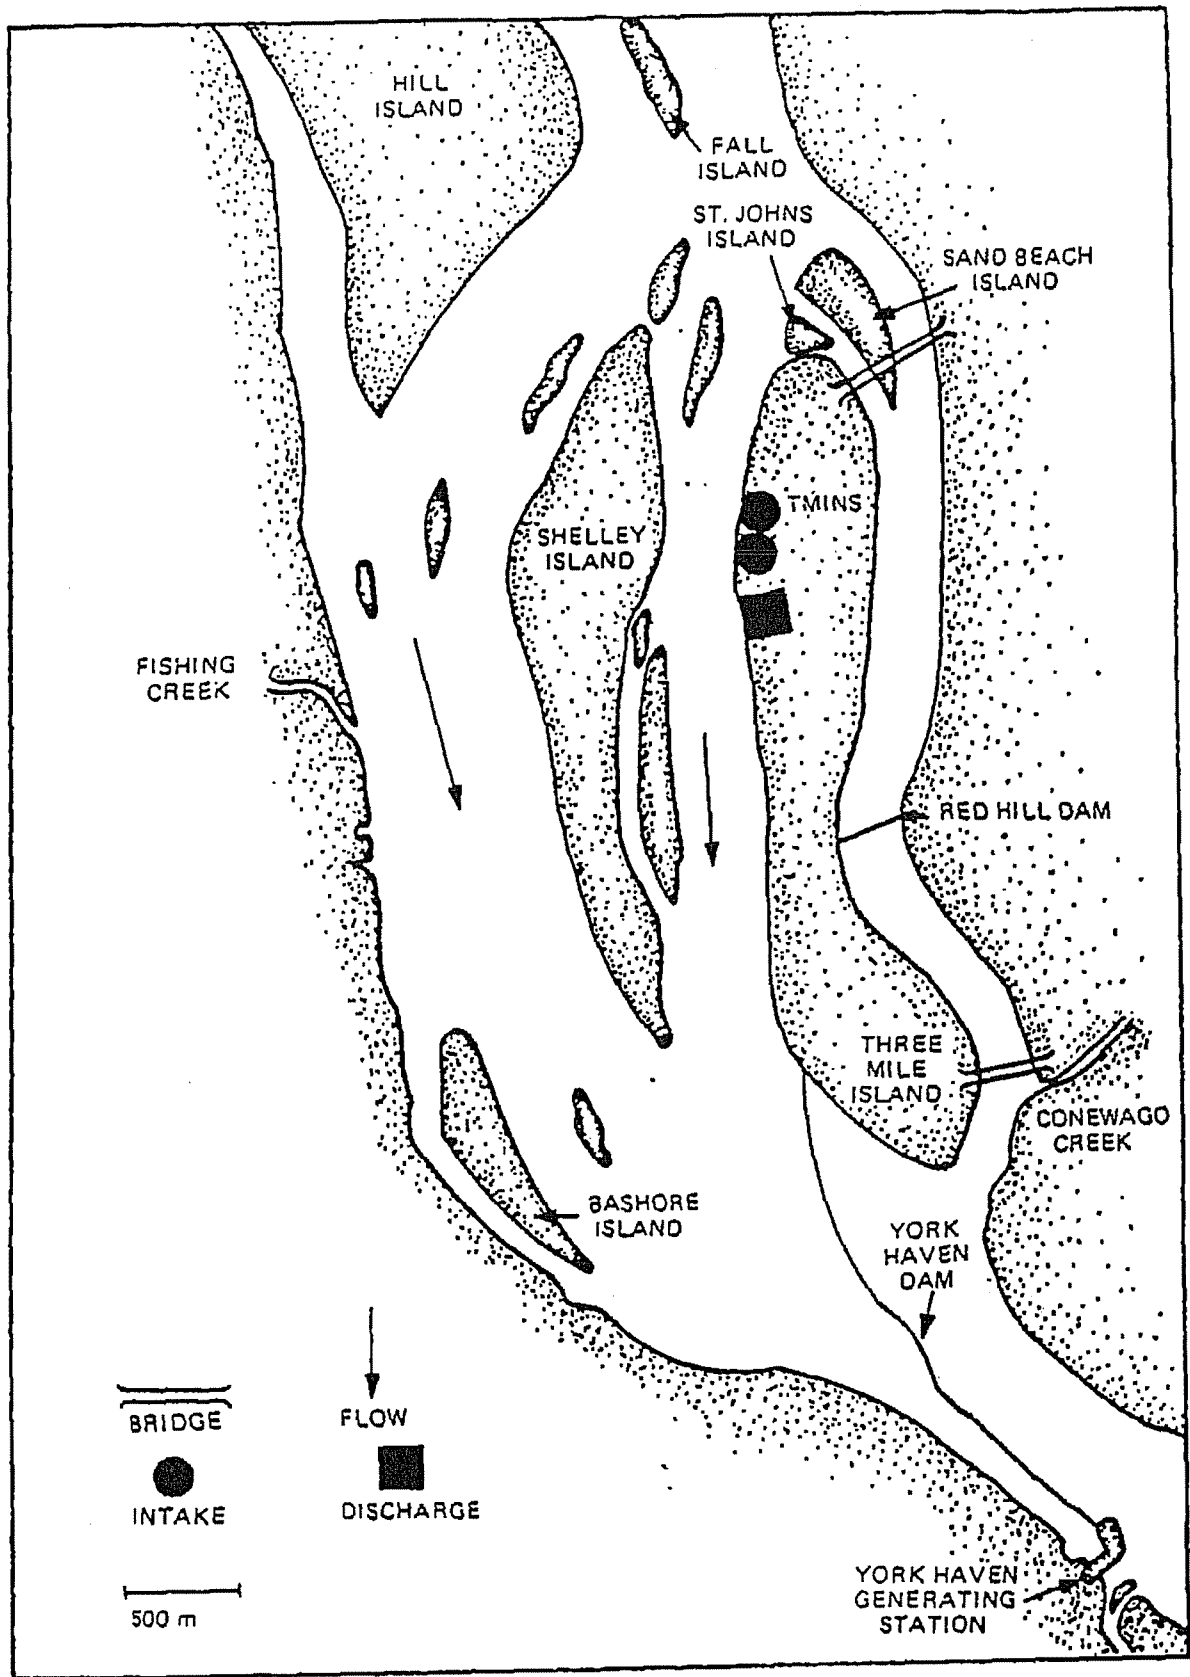 HILL
ISLAND
FALL
ISLAND
ST. JOHNS
ISLAND
SAND BEACH
ISLAND
TMINS
SHELLEY
ISLAND
FISHING
CREEK
RED HILL DAM
THREE
MILE
ISLAND
CONEWAGO
CREEK
BASHORE
ISLAND
YORK
HAVEN
DAM
BRIDGE
FLOW
INTAKE
DISCHARGE
500 m
YORK HAVEN
GENERATING
STATION